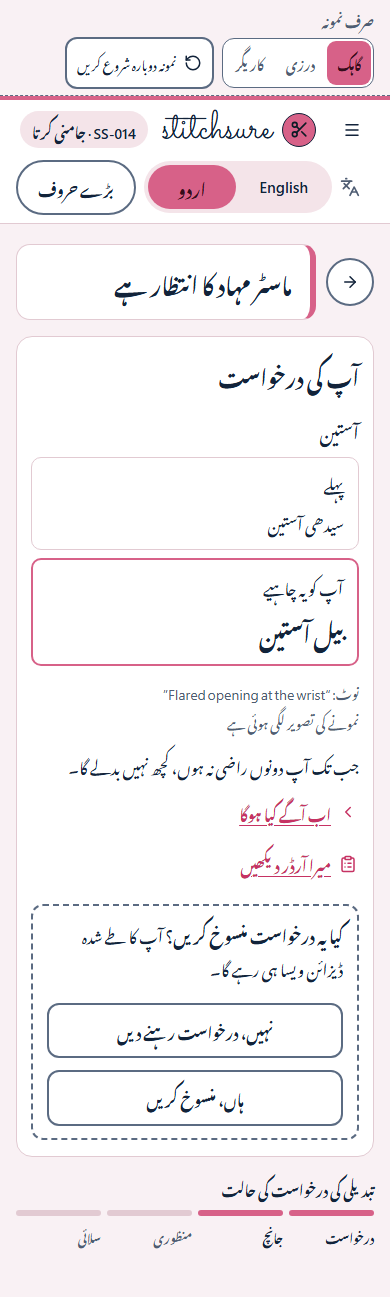 صرف نمونہ
گاہک درزی کاریگر نمونہ دوبارہ شروع کریں
stitchsure SS-014 · جامنی کرتا
English اردو بڑے حروف
ماسٹر مہاد کا انتظار ہے
آپ کی درخواست
آستین
پہلے
سیدھی آستین
آپ کو یہ چاہیے
بیل آستین
نوٹ: "Flared opening at the wrist"
نمونے کی تصویر لگی ہوئی ہے
جب تک آپ دونوں راضی نہ ہوں، کچھ نہیں بدلے گا۔
اب آگے کیا ہوگا
میرا آرڈر دیکھیں
کیا یہ درخواست منسوخ کریں؟ آپ کا طے شدہ
ڈیزائن ویسا ہی رہے گا۔
نہیں، درخواست رہنے دیں
ہاں، منسوخ کریں
تبدیلی کی درخواست کی حالت
درخواست جانچ منظوری سلائی